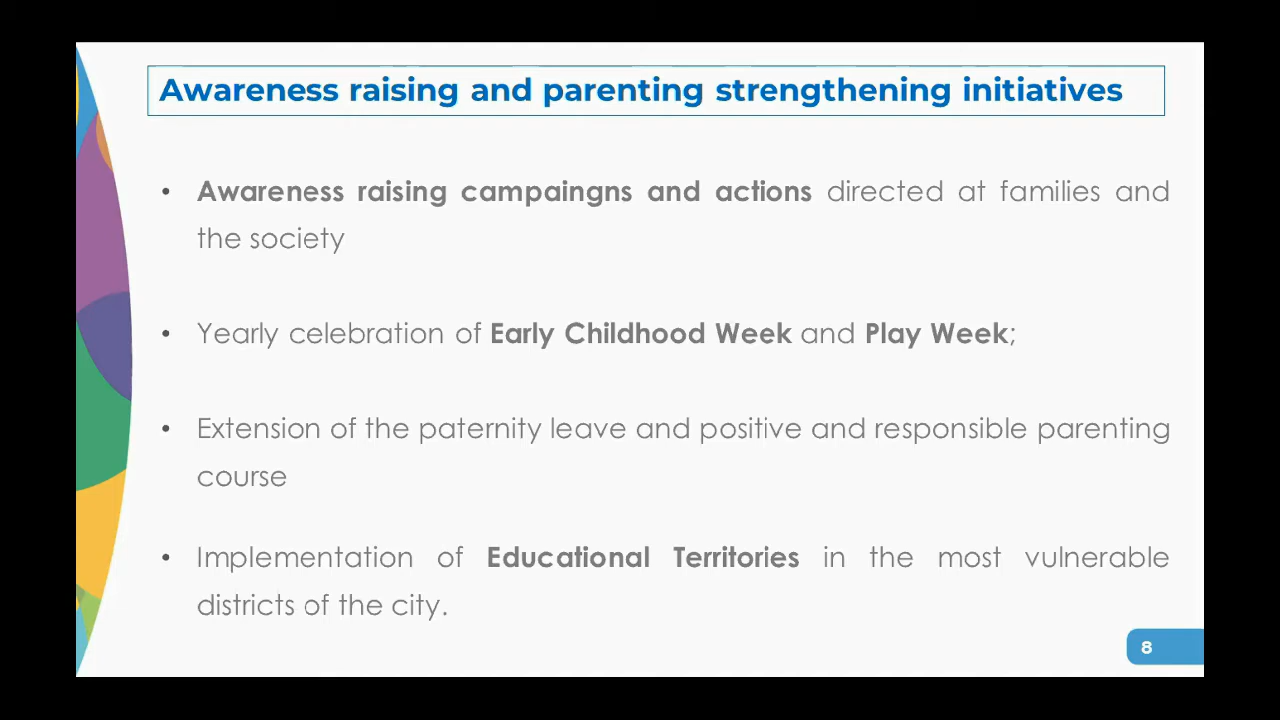 Awareness raising and parenting strengthening initiatives
• Awareness raising campaingns and actions directed at families and
the society
• Yearly celebration of Early Childhood Week and Play Week;
• Extension of the paternity leave and positive and responsible parenting
course
• Implementation of Educational Territories in the most vulnerable
districts of the city.
8